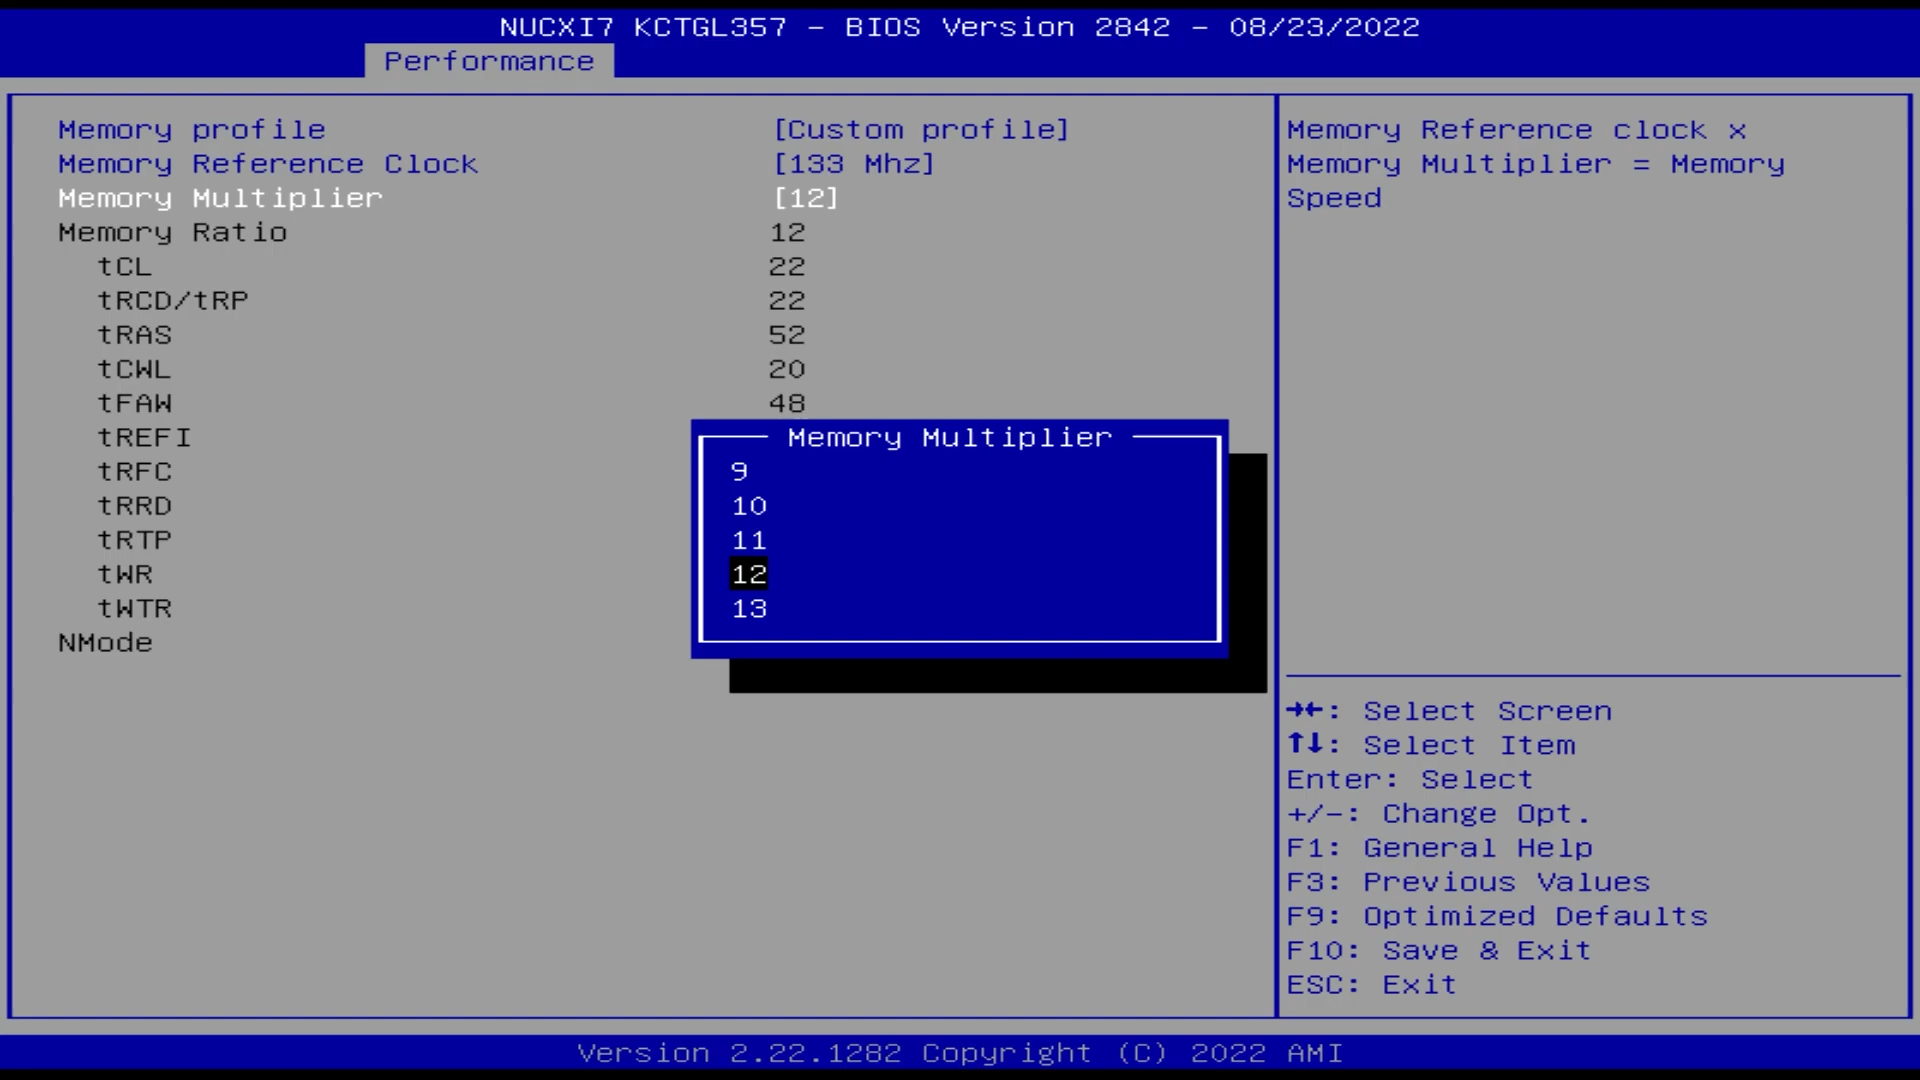 NUCXI7 KCTGL357 - BIOS Version 2842 - 08/23/2022
Performance
Memory profile [Custom profile]
Memory Reference Clock [133 Mhz]
Memory Multiplier [12]
Memory Ratio 12
tCL 22
tRCD/tRP 22
tRAS 52
tCWL 20
tFAW 48
tREFI
tRFC
tRRD
tRTP
tWR
tWTR
NMode
Memory Multiplier
9
10
11
12
13
Memory Reference clock x
Memory Multiplier = Memory
Speed
→←: Select Screen
↑↓: Select Item
Enter: Select
+/-: Change Opt.
F1: General Help
F3: Previous Values
F9: Optimized Defaults
F10: Save & Exit
ESC: Exit
Version 2.22.1282 Copyright (C) 2022 AMI